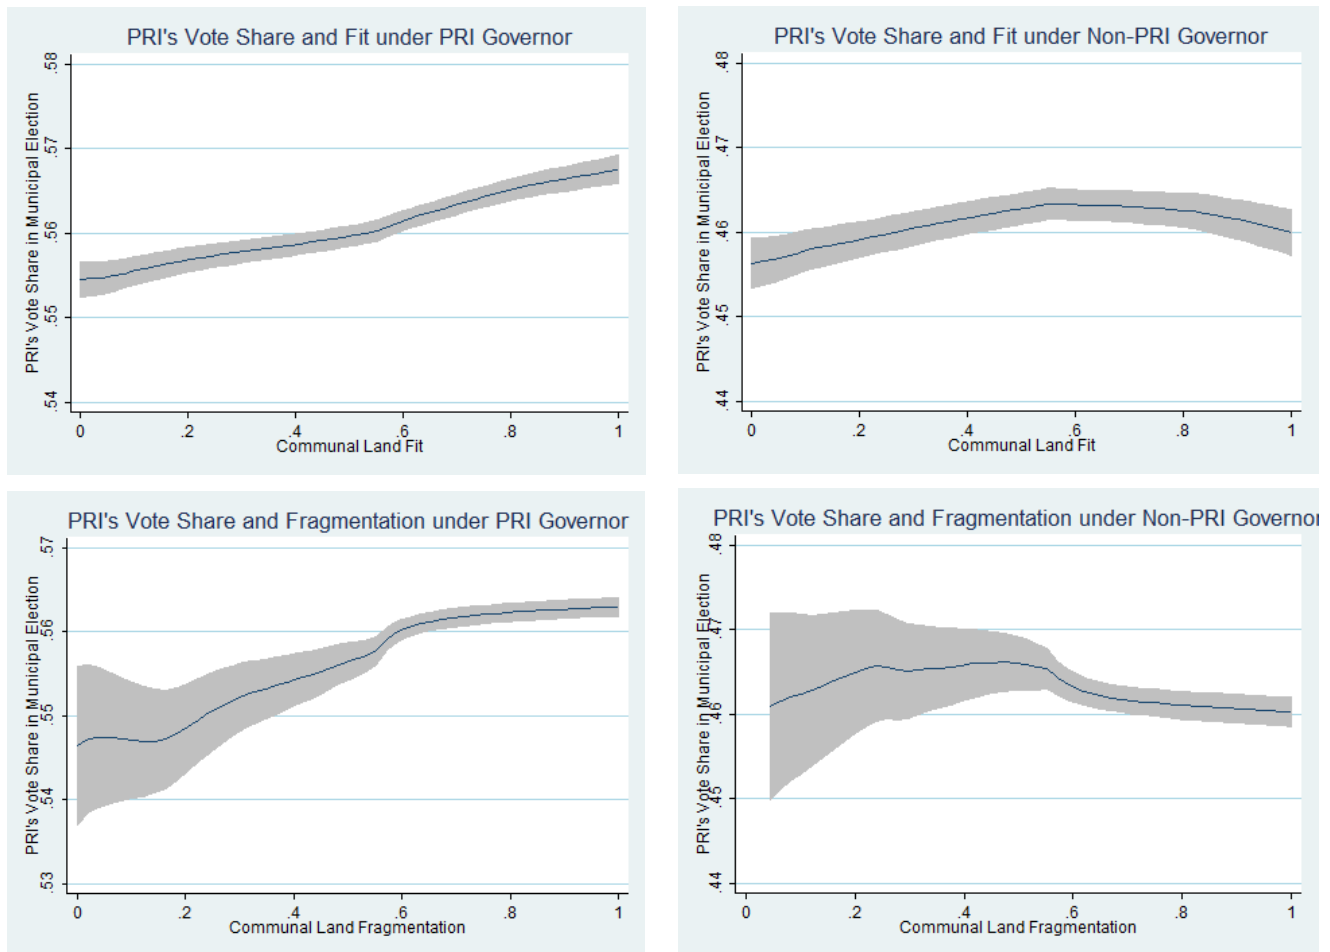 PRI's Vote Share and Fit under PRI Governor
PRI's Vote Share in Municipal Election
.58
.57
.56
.55
.54
0 .2 .4 .6 .8 1
Communal Land Fit
PRI's Vote Share and Fit under Non-PRI Governor
PRI's Vote Share in Municipal Election
.48
.47
.46
.45
.44
0 .2 .4 .6 .8 1
Communal Land Fit
PRI's Vote Share and Fragmentation under PRI Governor
PRI's Vote Share in Municipal Election
.57
.56
.55
.54
.53
0 .2 .4 .6 .8 1
Communal Land Fragmentation
PRI's Vote Share and Fragmentation under Non-PRI Governor
PRI's Vote Share in Municipal Election
.48
.47
.46
.45
.44
0 .2 .4 .6 .8 1
Communal Land Fragmentation